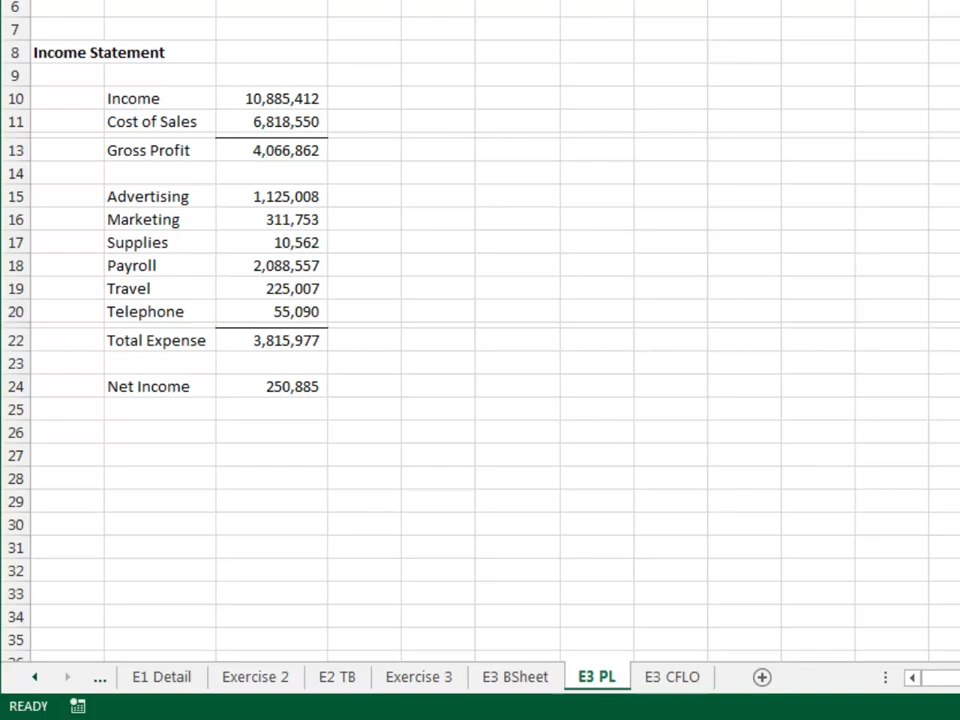 6
7
8 Income Statement
9
10 Income 10,885,412
11 Cost of Sales 6,818,550
13 Gross Profit 4,066,862
14
15 Advertising 1,125,008
16 Marketing 311,753
17 Supplies 10,562
18 Payroll 2,088,557
19 Travel 225,007
20 Telephone 55,090
22 Total Expense 3,815,977
23
24 Net Income 250,885
25
26
27
28
29
30
31
32
33
34
35
36
... E1 Detail Exercise 2 E2 TB Exercise 3 E3 BSheet E3 PL E3 CFLO
READY